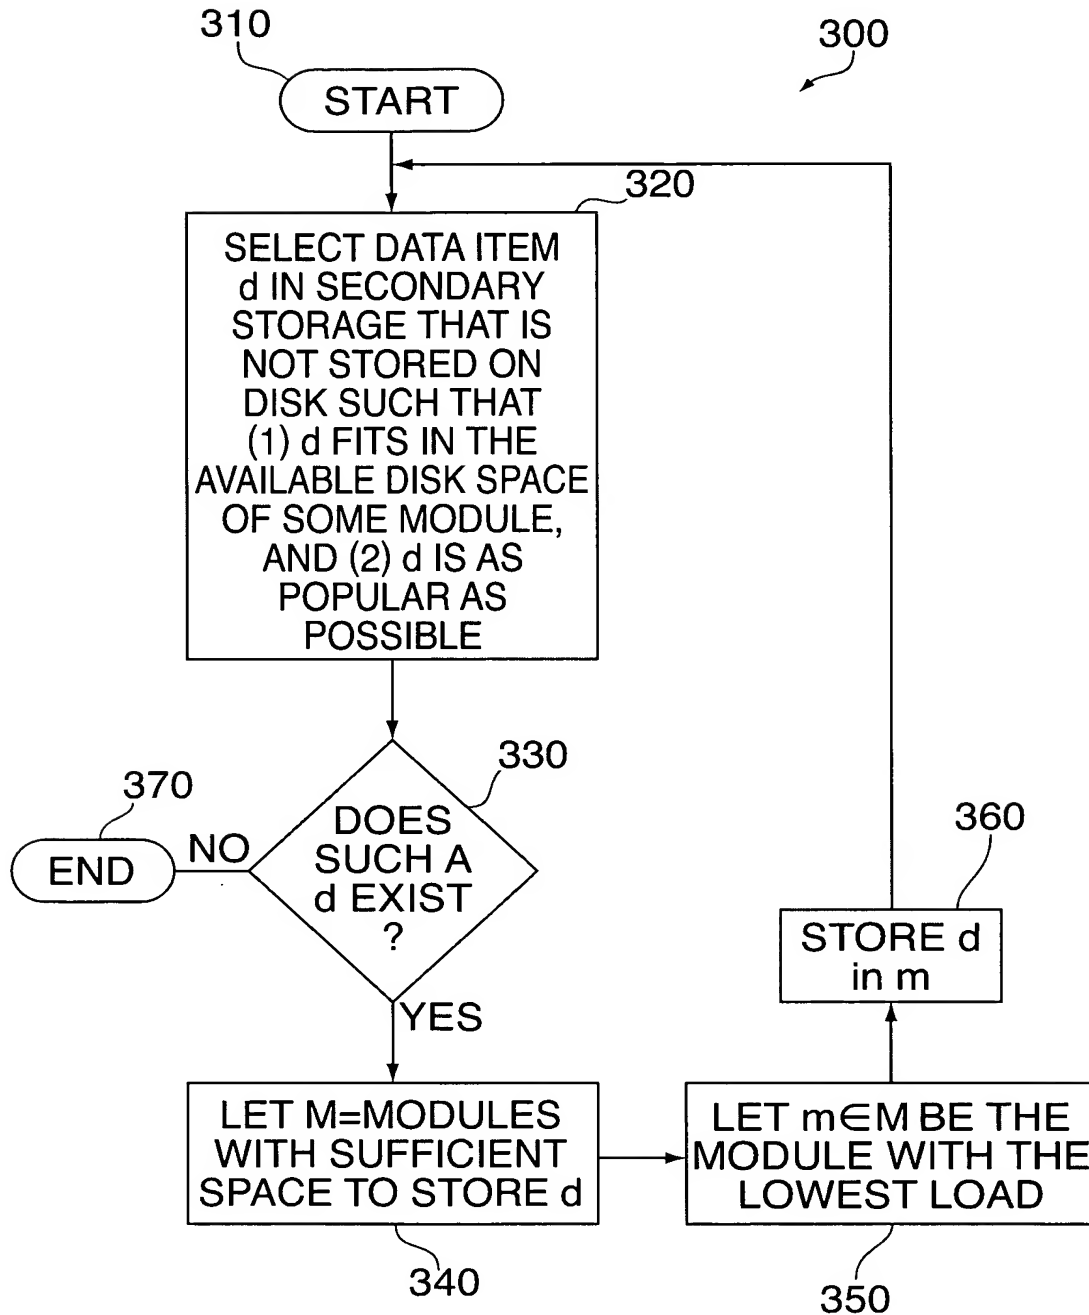 310
300
START
320
SELECT DATA ITEM
d IN SECONDARY
STORAGE THAT IS
NOT STORED ON
DISK SUCH THAT
(1) d FITS IN THE
AVAILABLE DISK SPACE
OF SOME MODULE,
AND (2) d IS AS
POPULAR AS
POSSIBLE
330
370
DOES
SUCH A
d EXIST
?
NO
END
360
STORE d
in m
YES
LET M=MODULES
WITH SUFFICIENT
SPACE TO STORE d
LET m∈M BE THE
MODULE WITH THE
LOWEST LOAD
340
350